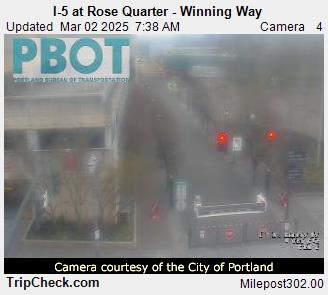 I-5 at Rose Quarter - Winning Way
Updated Mar 02 2025 7:38 AM Camera 4
PBOT
PORTLAND BUREAU OF TRANSPORTATION
Camera courtesy of the City of Portland
TripCheck.com Milepost302.00